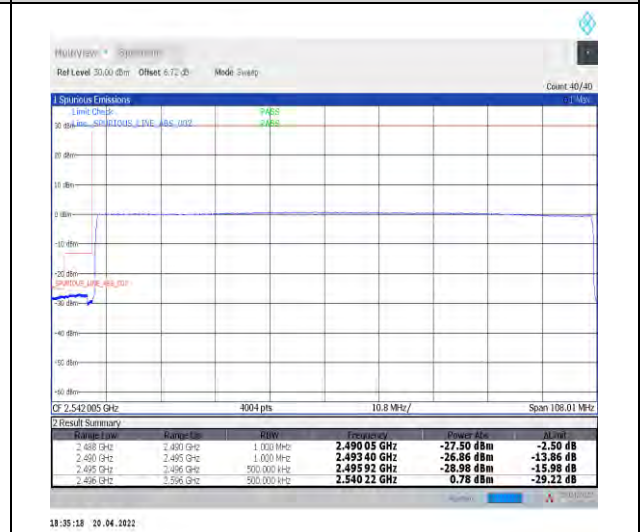 MultiView Spectrum
Ref Level 30.00 dBm Offset 6.72 dB Mode Sweep
Count 40/40
1 Spurious Emissions
Limit Check PASS
Line _SPURIOUS_LINE_ABS_002 PASS
30 dBm
20 dBm
10 dBm
0 dBm
-10 dBm
-20 dBm
_SPURIOUS_LINE_ABS_002
-30 dBm
-40 dBm
-50 dBm
-60 dBm
CF 2.542005 GHz 4004 pts 10.8 MHz/ Span 108.01 MHz
2 Result Summary
Range Low Range Up RBW Frequency Power Abs ΔLimit
2.488 GHz 2.490 GHz 1.000 MHz 2.490 05 GHz -27.50 dBm -2.50 dB
2.490 GHz 2.495 GHz 1.000 MHz 2.493 40 GHz -26.86 dBm -13.86 dB
2.495 GHz 2.496 GHz 500.000 kHz 2.495 92 GHz -28.98 dBm -15.98 dB
2.496 GHz 2.596 GHz 500.000 kHz 2.540 22 GHz 0.78 dBm -29.22 dB
18:35:18 20.04.2022